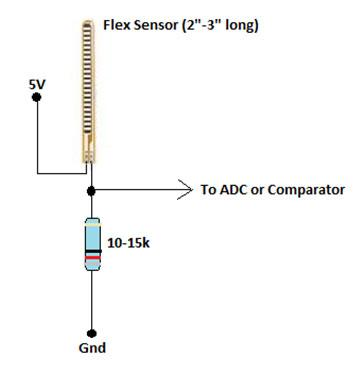 Flex Sensor (2"-3" long)
5V
To ADC or Comparator
10-15k
Gnd